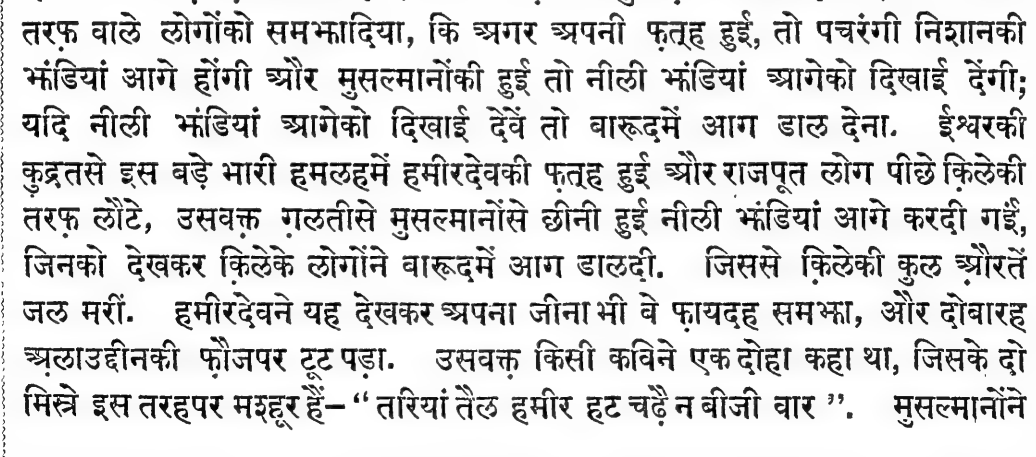 तरफ़ वाले लोगोंको समझादिया, कि अगर अपनी फ़त्ह हुई, तो पचरंगी निशानकी
झंडियां आगे होंगी और मुसल्मानोंकी हुई तो नीली झंडियां आगेको दिखाई देंगी;
यदि नीली झंडियां आगेको दिखाई देवें तो बारूदमें आग डाल देना. ईश्वरकी
कुद्रतसे इस बड़े भारी हमलहमें हमीरदेवकी फ़त्ह हुई और राजपूत लोग पीछे क़िलेकी
तरफ़ लौटे, उसवक़्त ग़लतीसे मुसल्मानोंसे छीनी हुई नीली झंडियां आगे करदी गईं,
जिनको देखकर क़िलेके लोगोंने बारूदमें आग डालदी. जिससे क़िलेकी कुल औरतें
जल मरीं. हमीरदेवने यह देखकर अपना जीना भी बे फ़ायदह समझा, और दोबारह
अ़लाउद्दीनकी फ़ौजपर टूट पड़ा. उसवक़्त किसी कविने एक दोहा कहा था, जिसके दो
मिस्रे इस तरहपर मश्हूर हैं– “ तरियां तैल हमीर हट चढ़ै न बीजी वार ”. मुसल्मानोंने